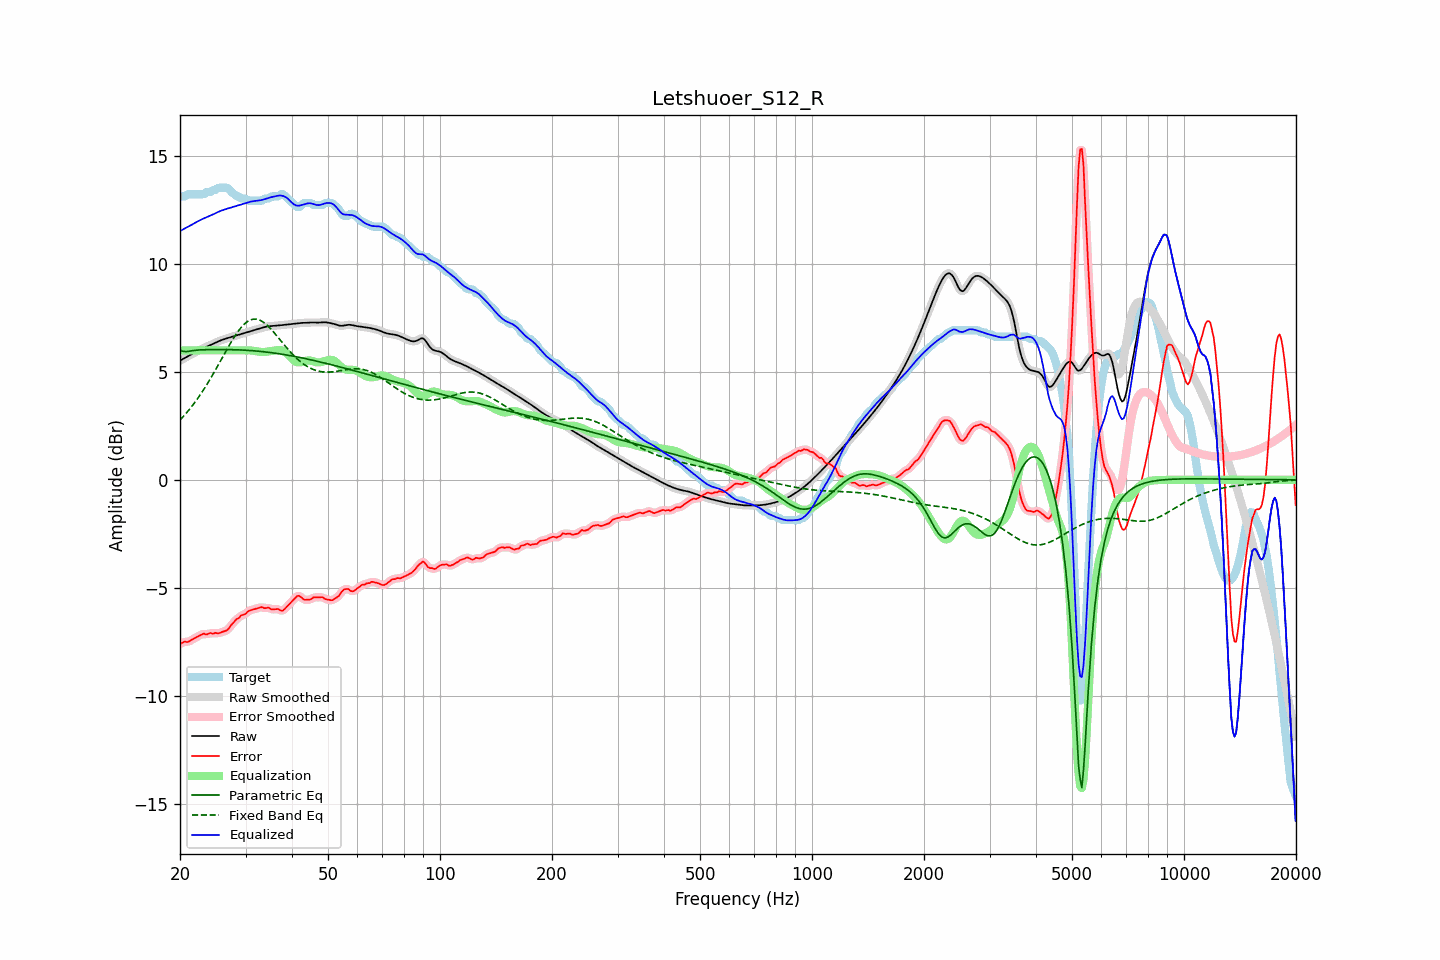 Letshuoer_S12_R
Amplitude (dBr)
15
10
5
0
−5
−10
−15
Target
Raw Smoothed
Error Smoothed
Raw
Error
Equalization
Parametric Eq
Fixed Band Eq
Equalized
20 50 100 200 500 1000 2000 5000 10000 20000
Frequency (Hz)